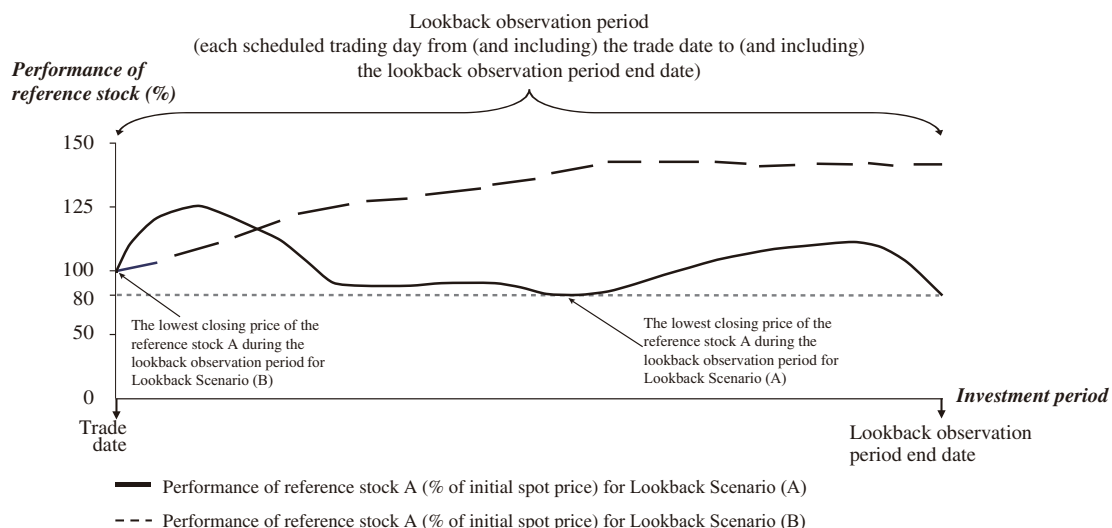 Lookback observation period
(each scheduled trading day from (and including) the trade date to (and including)
the lookback observation period end date)
Performance of
reference stock (%)
150
125
100
80
50
0
The lowest closing price of the
reference stock A during the
lookback observation period for
Lookback Scenario (B)
The lowest closing price of the
reference stock A during the
lookback observation period for
Lookback Scenario (A)
Investment period
Trade
date
Lookback observation
period end date
Performance of reference stock A (% of initial spot price) for Lookback Scenario (A)
Performance of reference stock A (% of initial spot price) for Lookback Scenario (B)